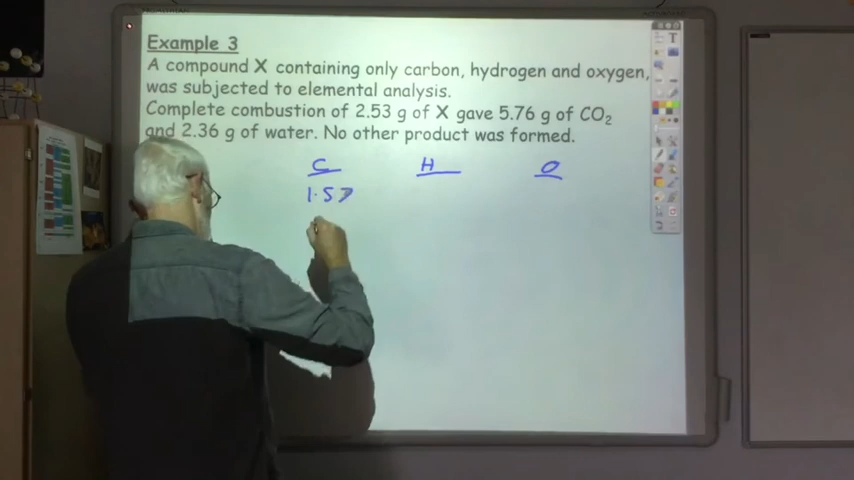 Example 3
A compound X containing only carbon, hydrogen and oxygen,
was subjected to elemental analysis.
Complete combustion of 2.53 g of X gave 5.76 g of CO₂
and 2.36 g of water. No other product was formed.
C H O
1.57